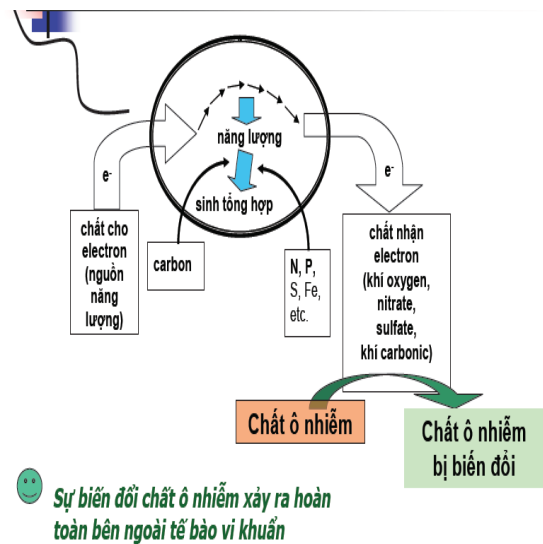 năng lượng
sinh tổng hợp
e-
chất cho
electron
(nguồn
năng
lượng)
carbon
N, P,
S, Fe,
etc.
e-
chất nhận
electron
(khí oxygen,
nitrate,
sulfate,
khí carbonic)
Chất ô nhiễm
Chất ô nhiễm
bị biến đổi
Sự biến đổi chất ô nhiễm xảy ra hoàn
toàn bên ngoài tế bào vi khuẩn